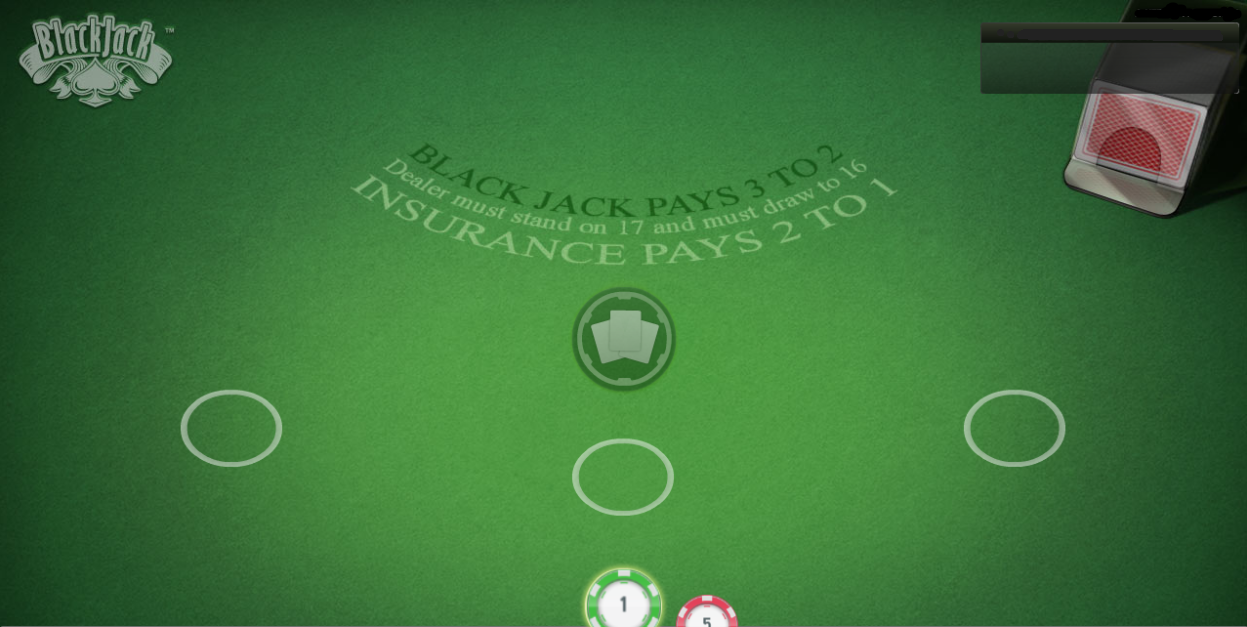 BlackJack™
BLACK JACK PAYS 3 TO 2
Dealer must stand on 17 and must draw to 16
INSURANCE PAYS 2 TO 1
1
5